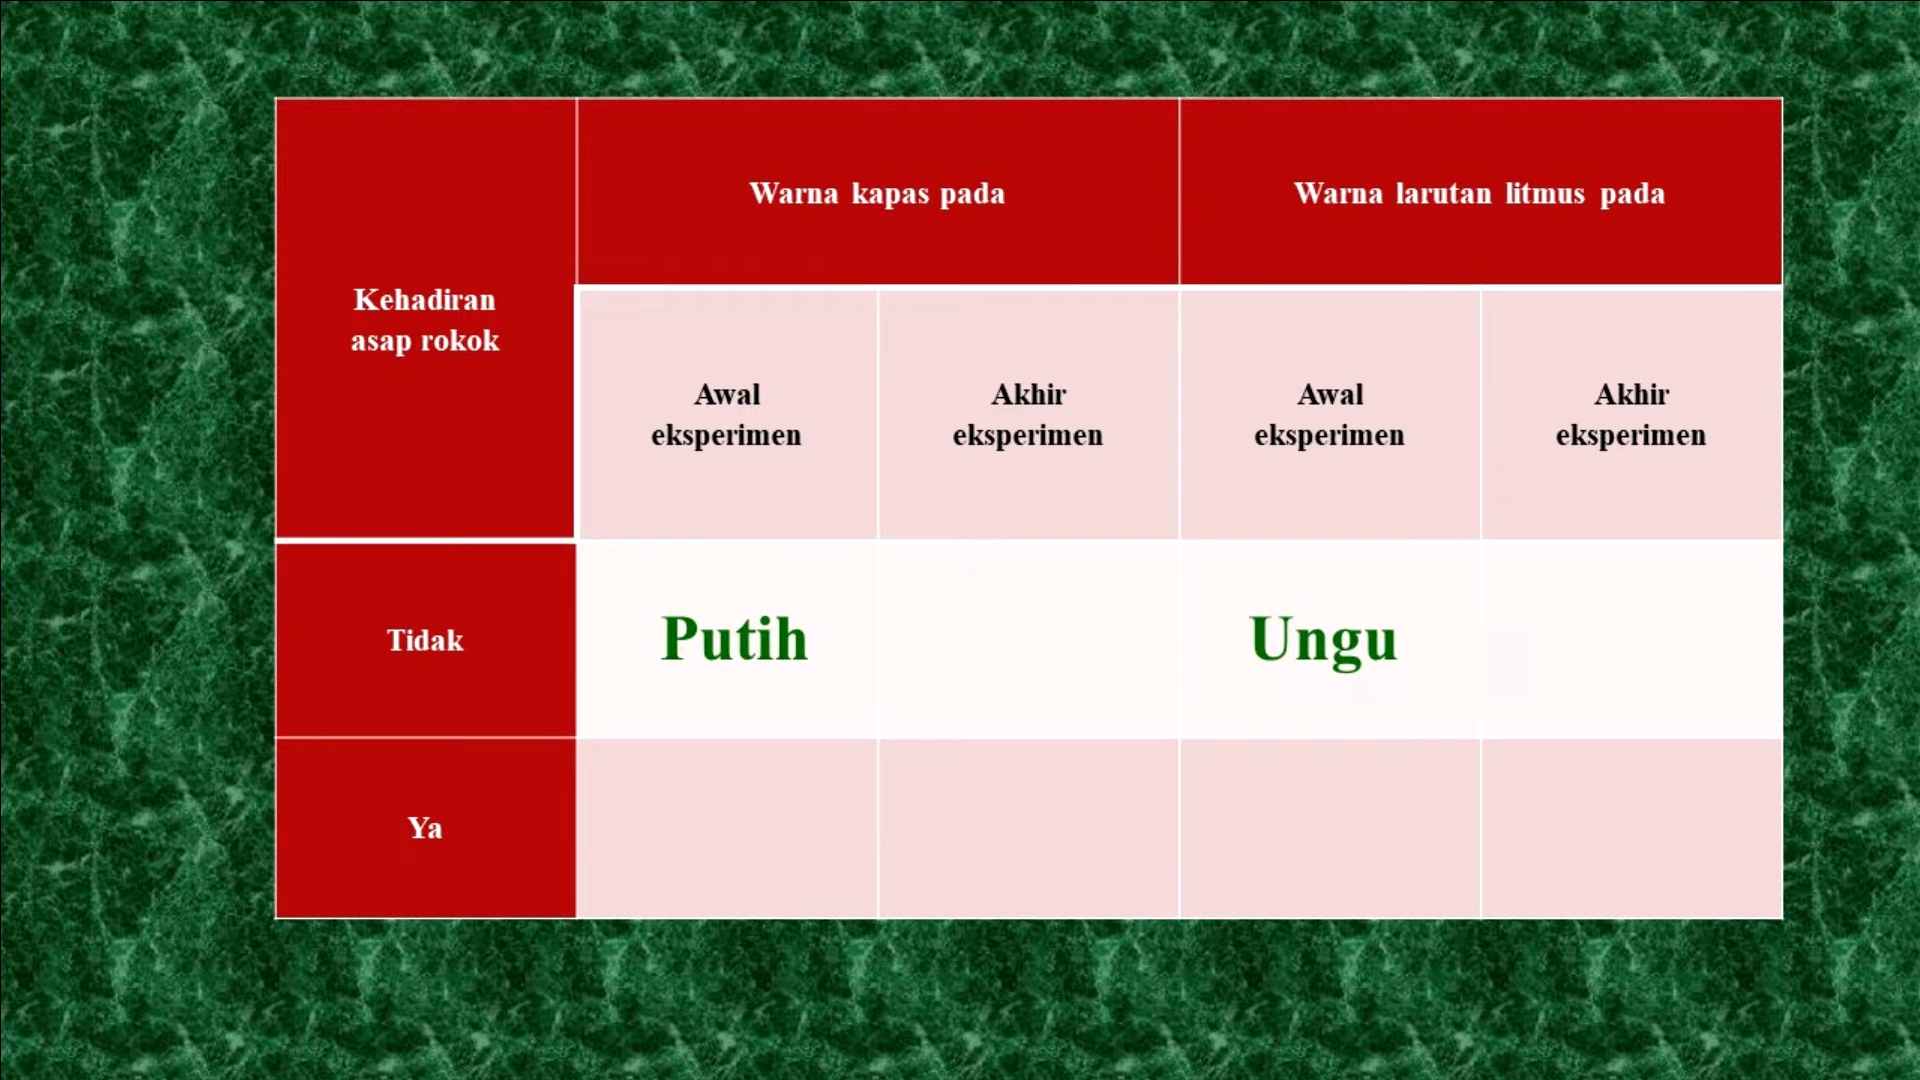 Warna kapas pada
Warna larutan litmus pada
Kehadiran
asap rokok
Awal
eksperimen
Akhir
eksperimen
Awal
eksperimen
Akhir
eksperimen
Tidak
Putih
Ungu
Ya